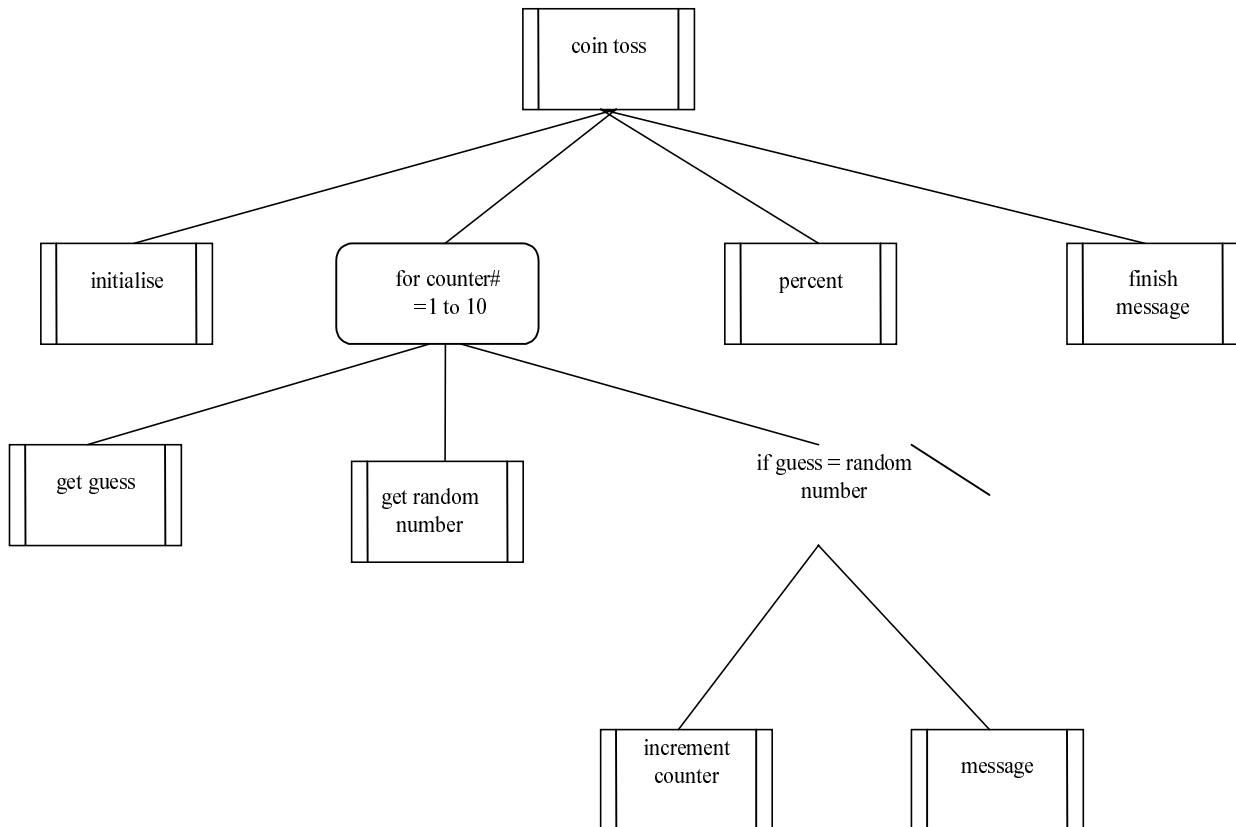 coin toss
initialise
for counter#
=1 to 10
percent
finish
message
get guess
get random
number
if guess = random
number
increment
counter
message